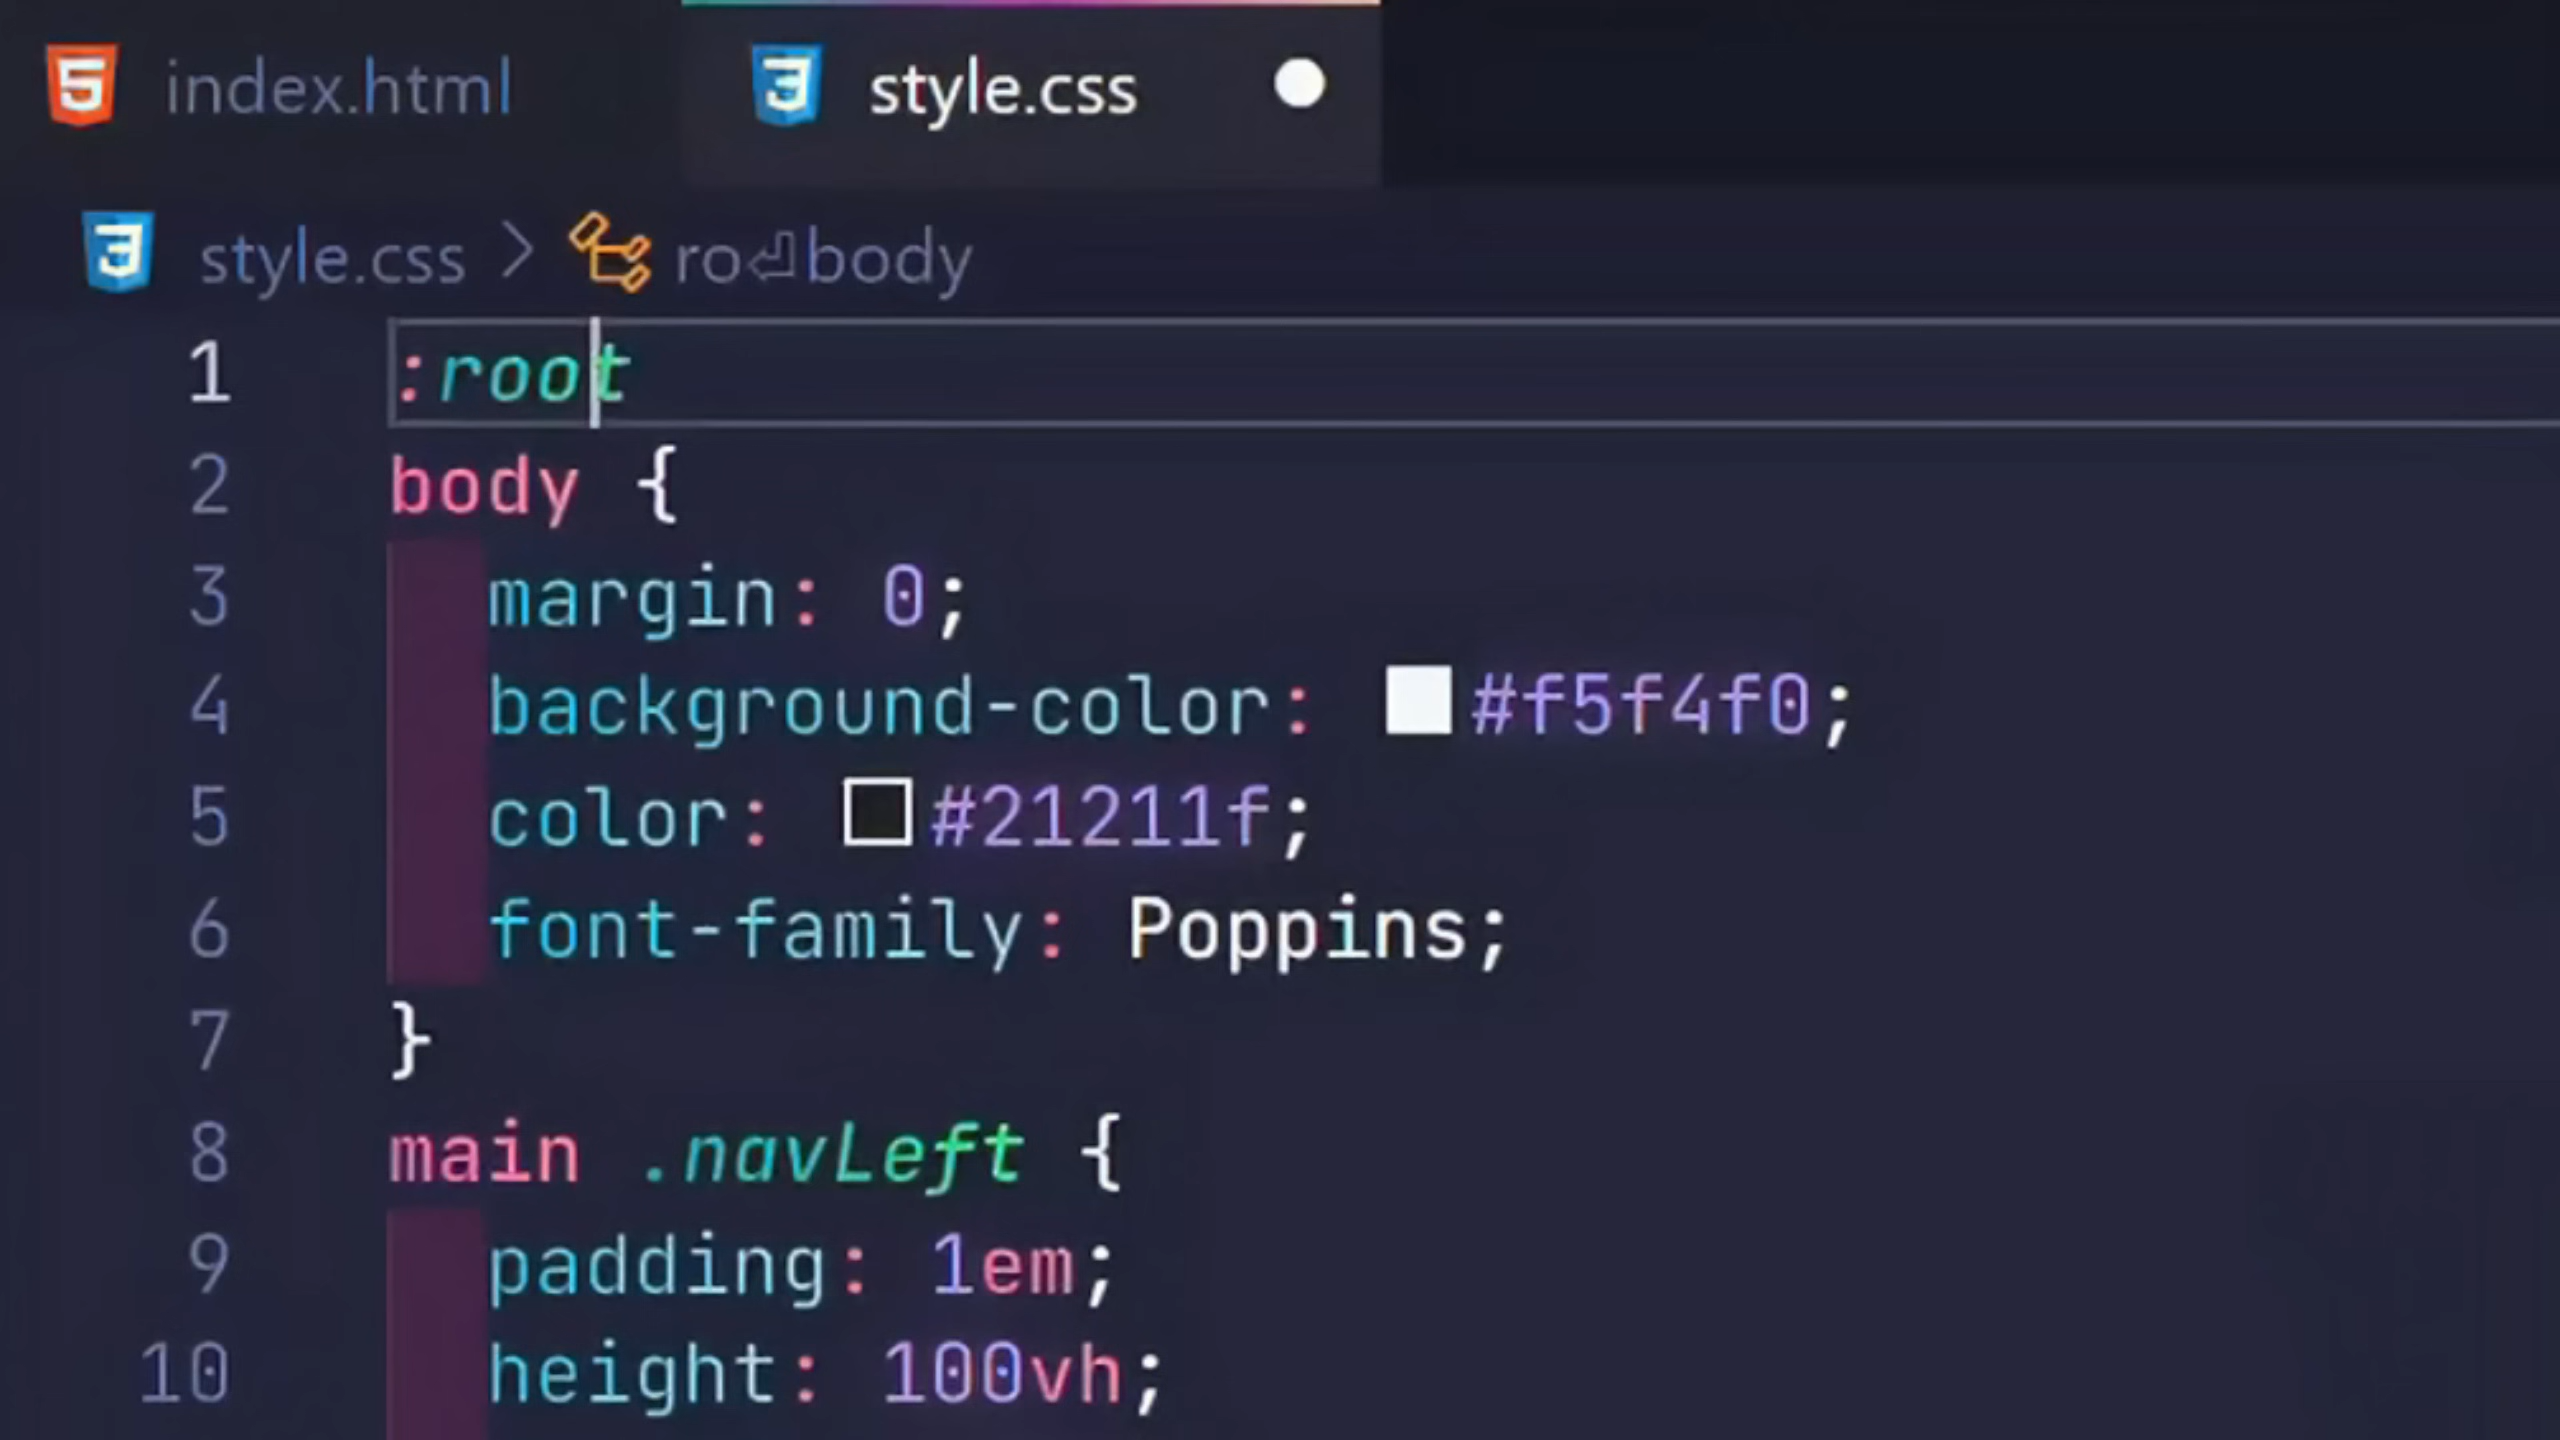 index.html
style.css
style.css > ro⏎body
1 :root
2 body {
3 margin: 0;
4 background-color: #f5f4f0;
5 color: #21211f;
6 font-family: Poppins;
7 }
8 main .navLeft {
9 padding: 1em;
10 height: 100vh;